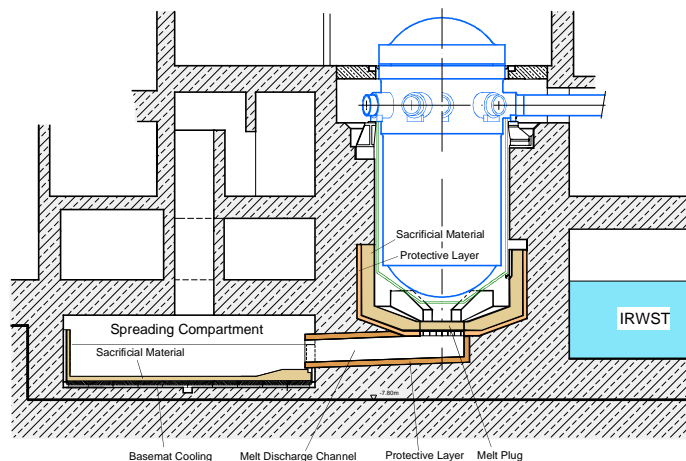 Sacrificial Material
Protective Layer
IRWST
Spreading Compartment
Sacrificial Material
-7.80m
Basemat Cooling
Melt Discharge Channel
Protective Layer
Melt Plug